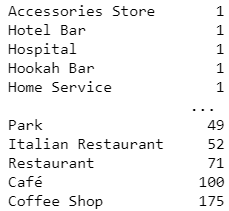 Accessories Store 1
Hotel Bar 1
Hospital 1
Hookah Bar 1
Home Service 1
...
Park 49
Italian Restaurant 52
Restaurant 71
Café 100
Coffee Shop 175